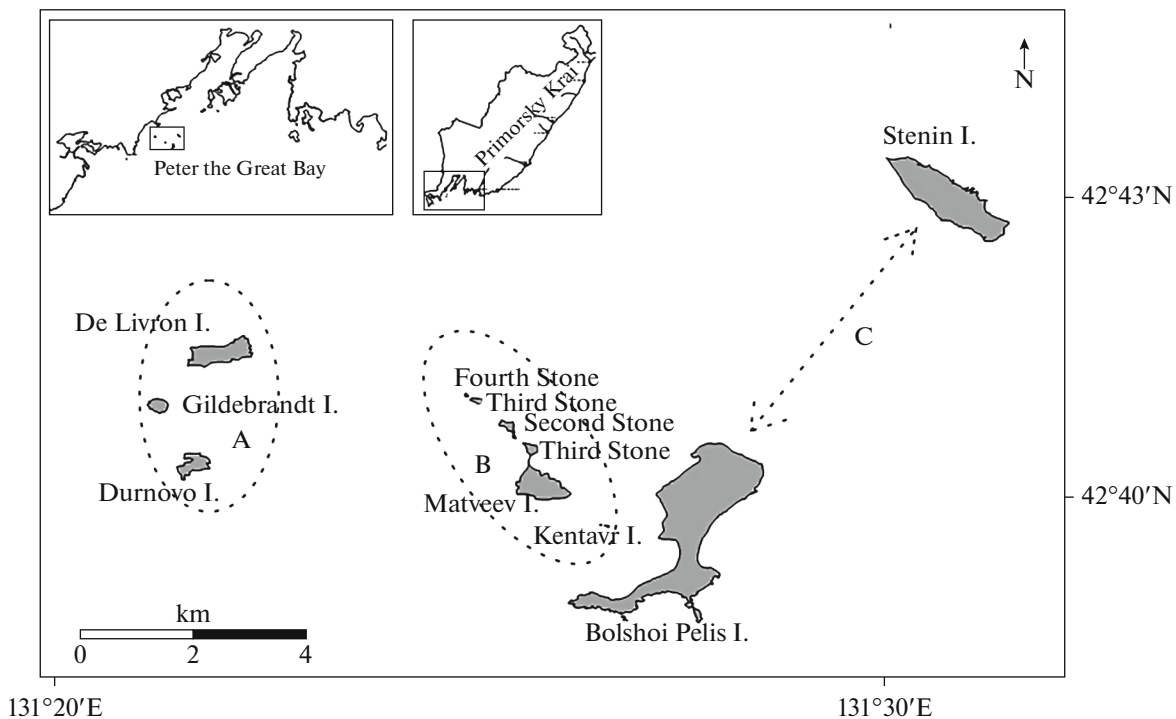 Peter the Great Bay
Primorsky Krai
N
Stenin I.
42°43′N
De Livron I.
C
Fourth Stone
Gildebrandt I.
Third Stone
Second Stone
A
Third Stone
B
Durnovo I.
Matveev I.
42°40′N
Kentavr I.
km
Bolshoi Pelis I.
0 2 4
131°20′E
131°30′E